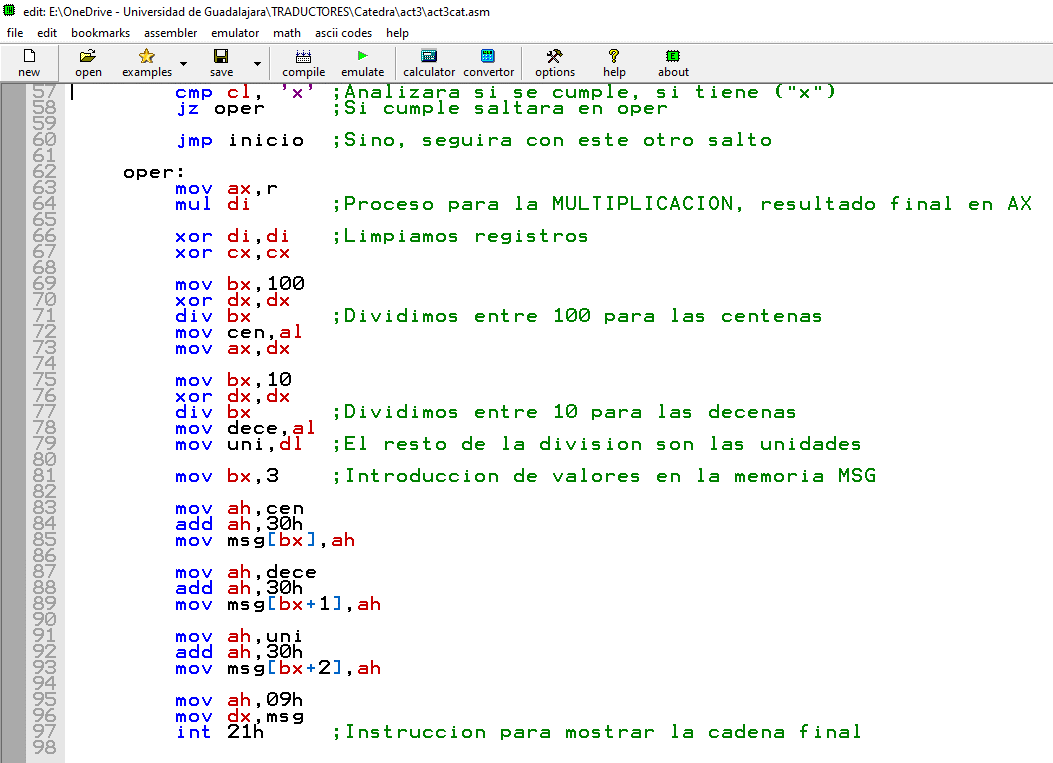 edit: E:\OneDrive - Universidad de Guadalajara\TRADUCTORES\Catedra\act3\act3cat.asm
file edit bookmarks assembler emulator math ascii codes help
new open examples save compile emulate calculator convertor options help about
57 cmp cl, 'x' ;Analizara si se cumple, si tiene ("x")
58 jz oper ;Si cumple saltara en oper
59
60 jmp inicio ;Sino, seguira con este otro salto
61
62 oper:
63 mov ax,r
64 mul di ;Proceso para la MULTIPLICACION, resultado final en AX
65
66 xor di,di ;Limpiamos registros
67 xor cx,cx
68
69 mov bx,100
70 xor dx,dx
71 div bx ;Dividimos entre 100 para las centenas
72 mov cen,al
73 mov ax,dx
74
75 mov bx,10
76 xor dx,dx
77 div bx ;Dividimos entre 10 para las decenas
78 mov dece,al
79 mov uni,dl ;El resto de la division son las unidades
80
81 mov bx,3 ;Introduccion de valores en la memoria MSG
82
83 mov ah,cen
84 add ah,30h
85 mov msg[bx],ah
86
87 mov ah,dece
88 add ah,30h
89 mov msg[bx+1],ah
90
91 mov ah,uni
92 add ah,30h
93 mov msg[bx+2],ah
94
95 mov ah,09h
96 mov dx,msg
97 int 21h ;Instruccion para mostrar la cadena final
98